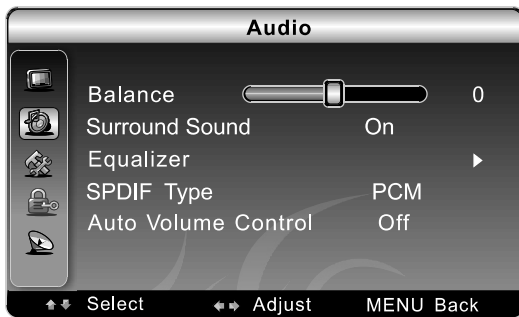 Audio
Balance 0
Surround Sound On
Equalizer
SPDIF Type PCM
Auto Volume Control Off
Select Adjust MENU Back